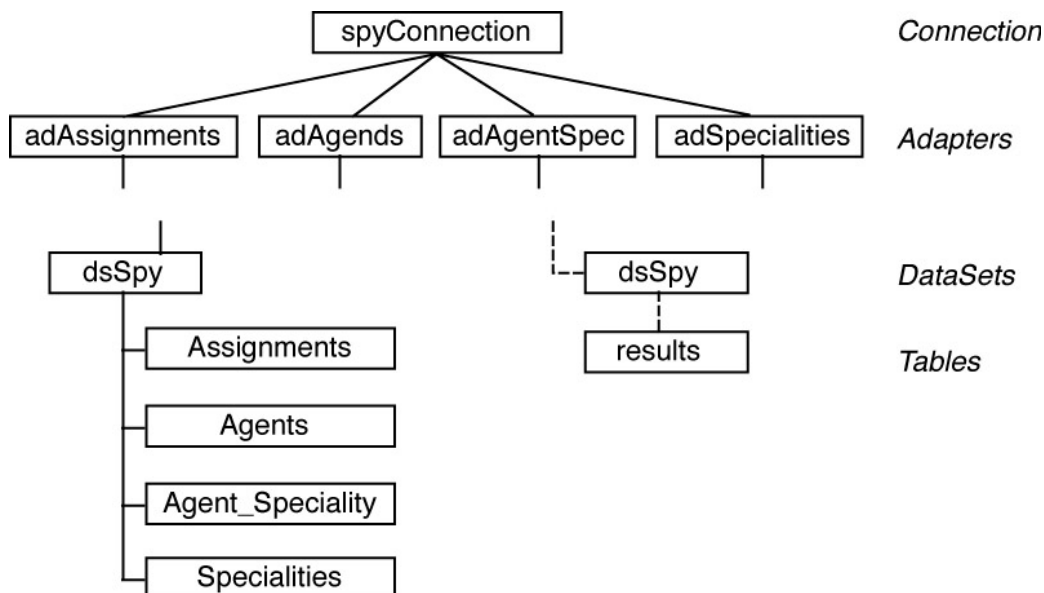 spyConnection
Connection
adAssignments
adAgends
adAgentSpec
adSpecialities
Adapters
dsSpy
dsSpy
DataSets
Assignments
results
Tables
Agents
Agent_Speciality
Specialities